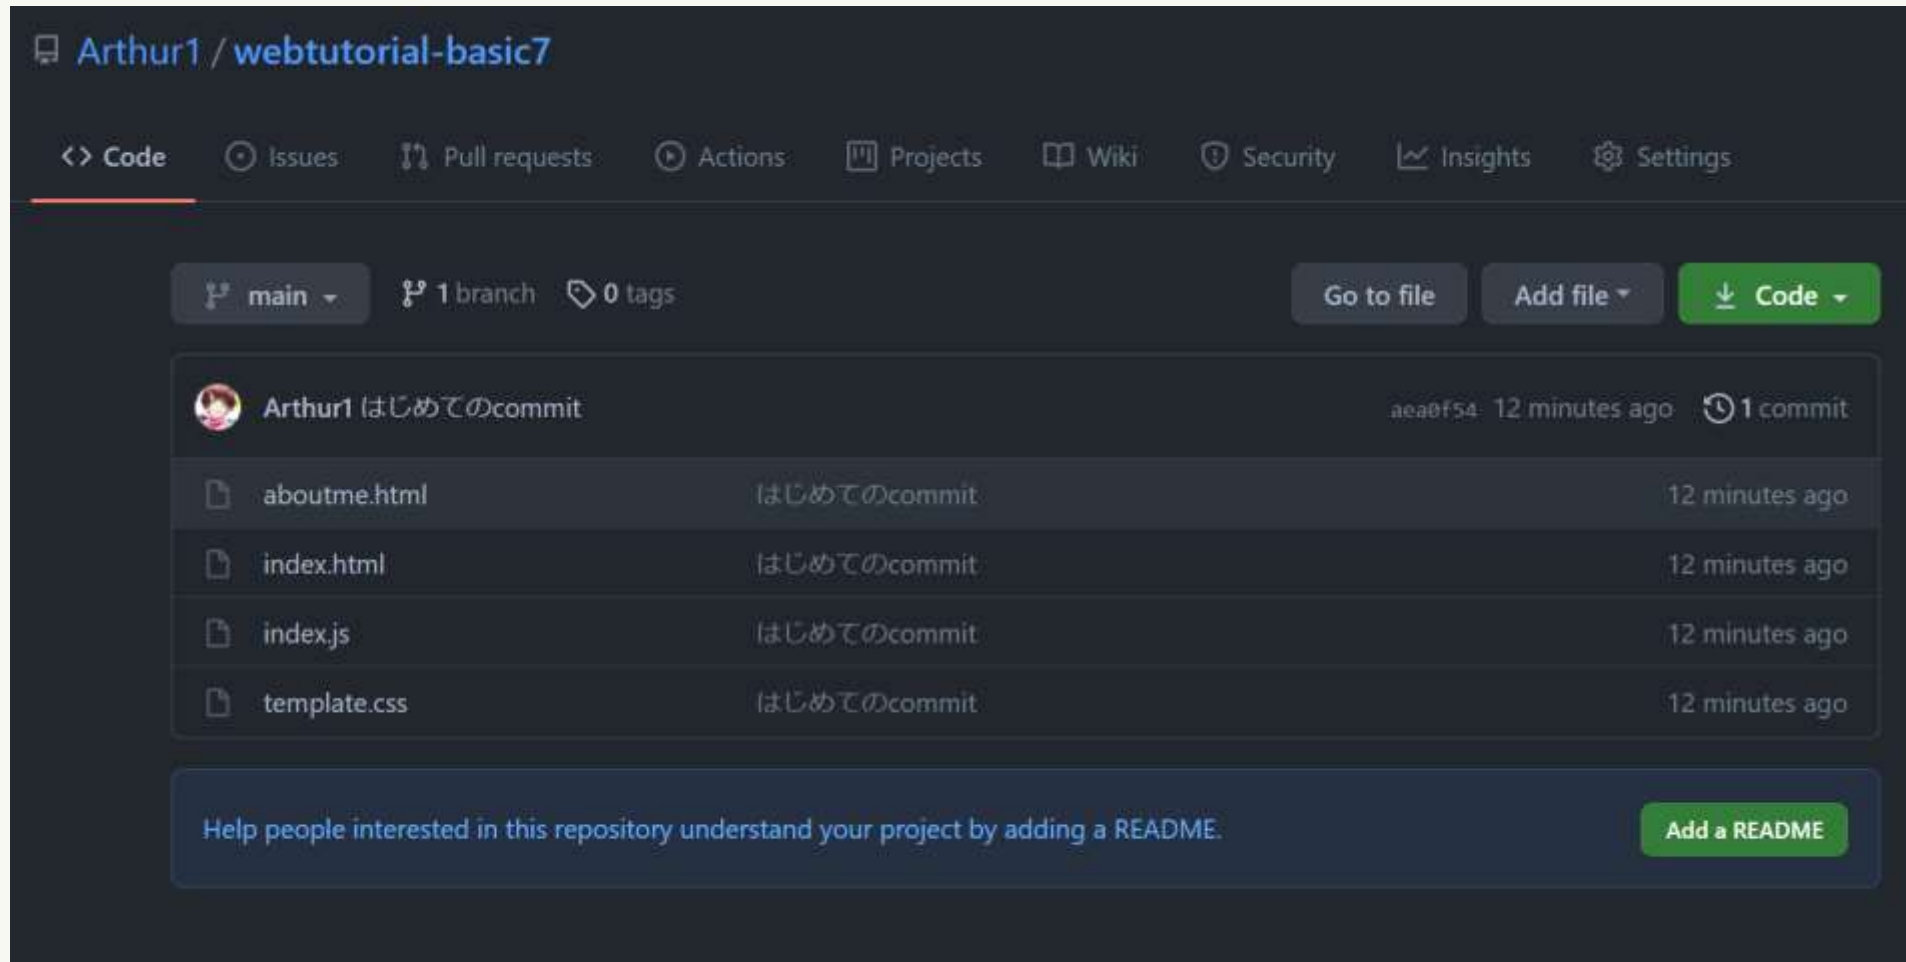 Arthur1 / webtutorial-basic7
<> Code Issues Pull requests Actions Projects Wiki Security Insights Settings
main 1 branch 0 tags Go to file Add file Code
Arthur1 はじめてのcommit aea0f54 12 minutes ago 1 commit
aboutme.html はじめてのcommit 12 minutes ago
index.html はじめてのcommit 12 minutes ago
index.js はじめてのcommit 12 minutes ago
template.css はじめてのcommit 12 minutes ago
Help people interested in this repository understand your project by adding a README. Add a README